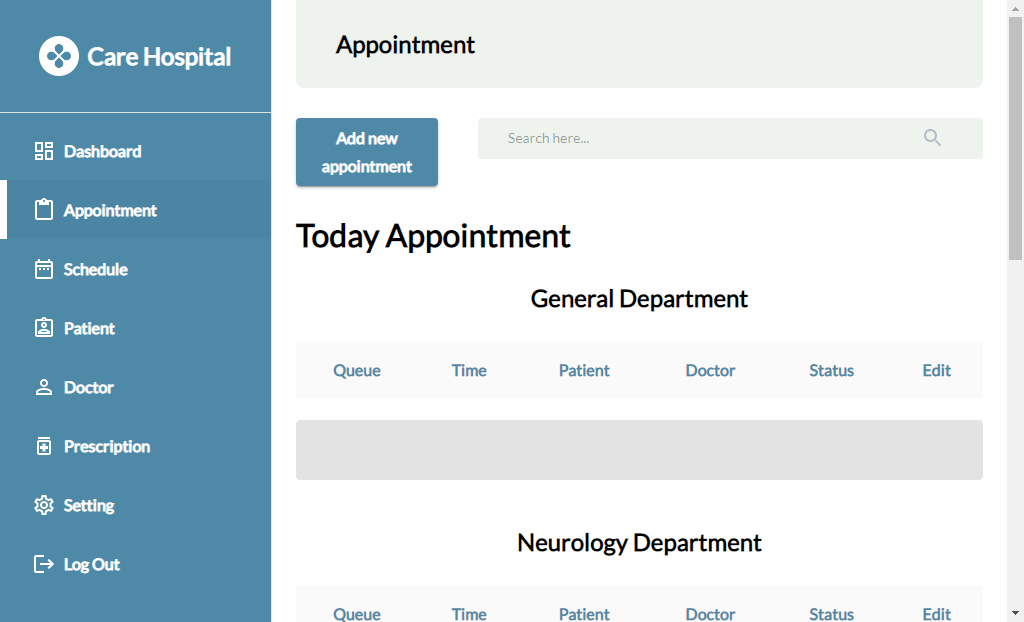 Care Hospital
Dashboard
Appointment
Schedule
Patient
Doctor
Prescription
Setting
Log Out
Appointment
Add new
appointment
Search here...
Today Appointment
General Department
Queue Time Patient Doctor Status Edit
Neurology Department
Queue Time Patient Doctor Status Edit